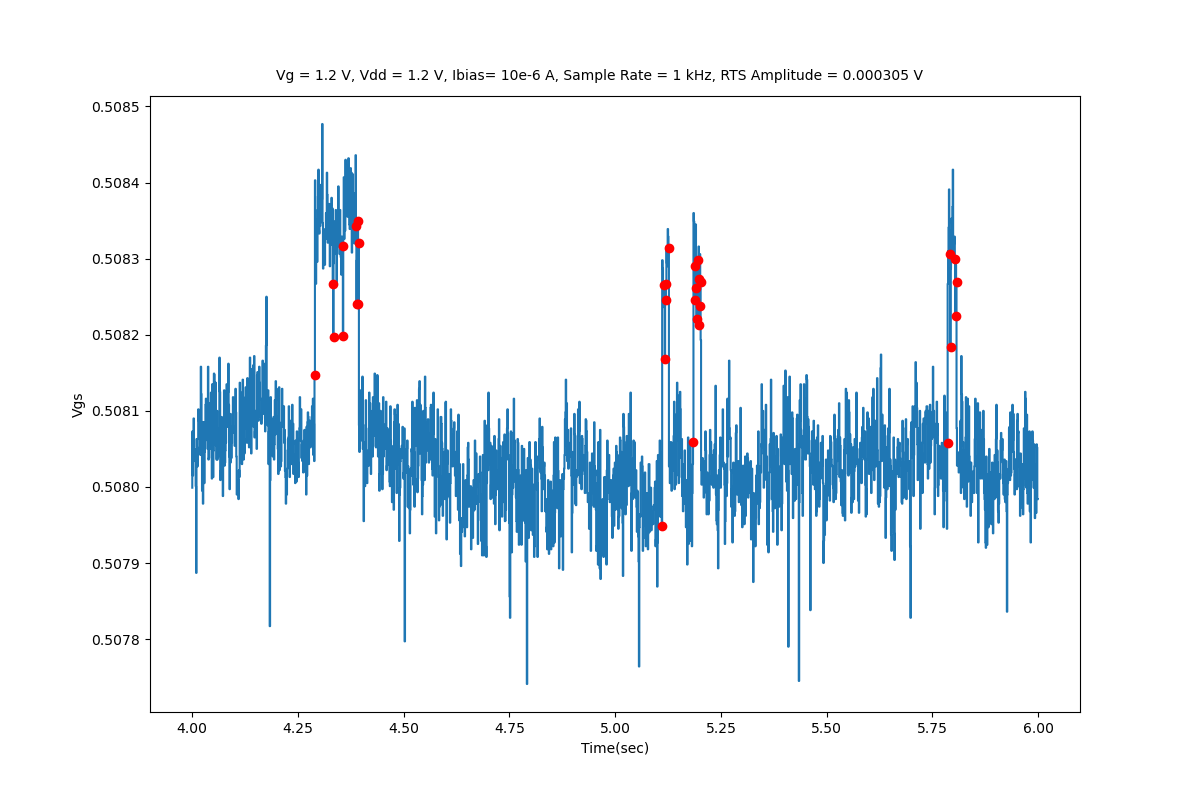 Vg = 1.2 V, Vdd = 1.2 V, Ibias= 10e-6 A, Sample Rate = 1 kHz, RTS Amplitude = 0.000305 V
0.5085
0.5084
0.5083
0.5082
0.5081
0.5080
0.5079
0.5078
Vgs
4.00 4.25 4.50 4.75 5.00 5.25 5.50 5.75 6.00
Time(sec)